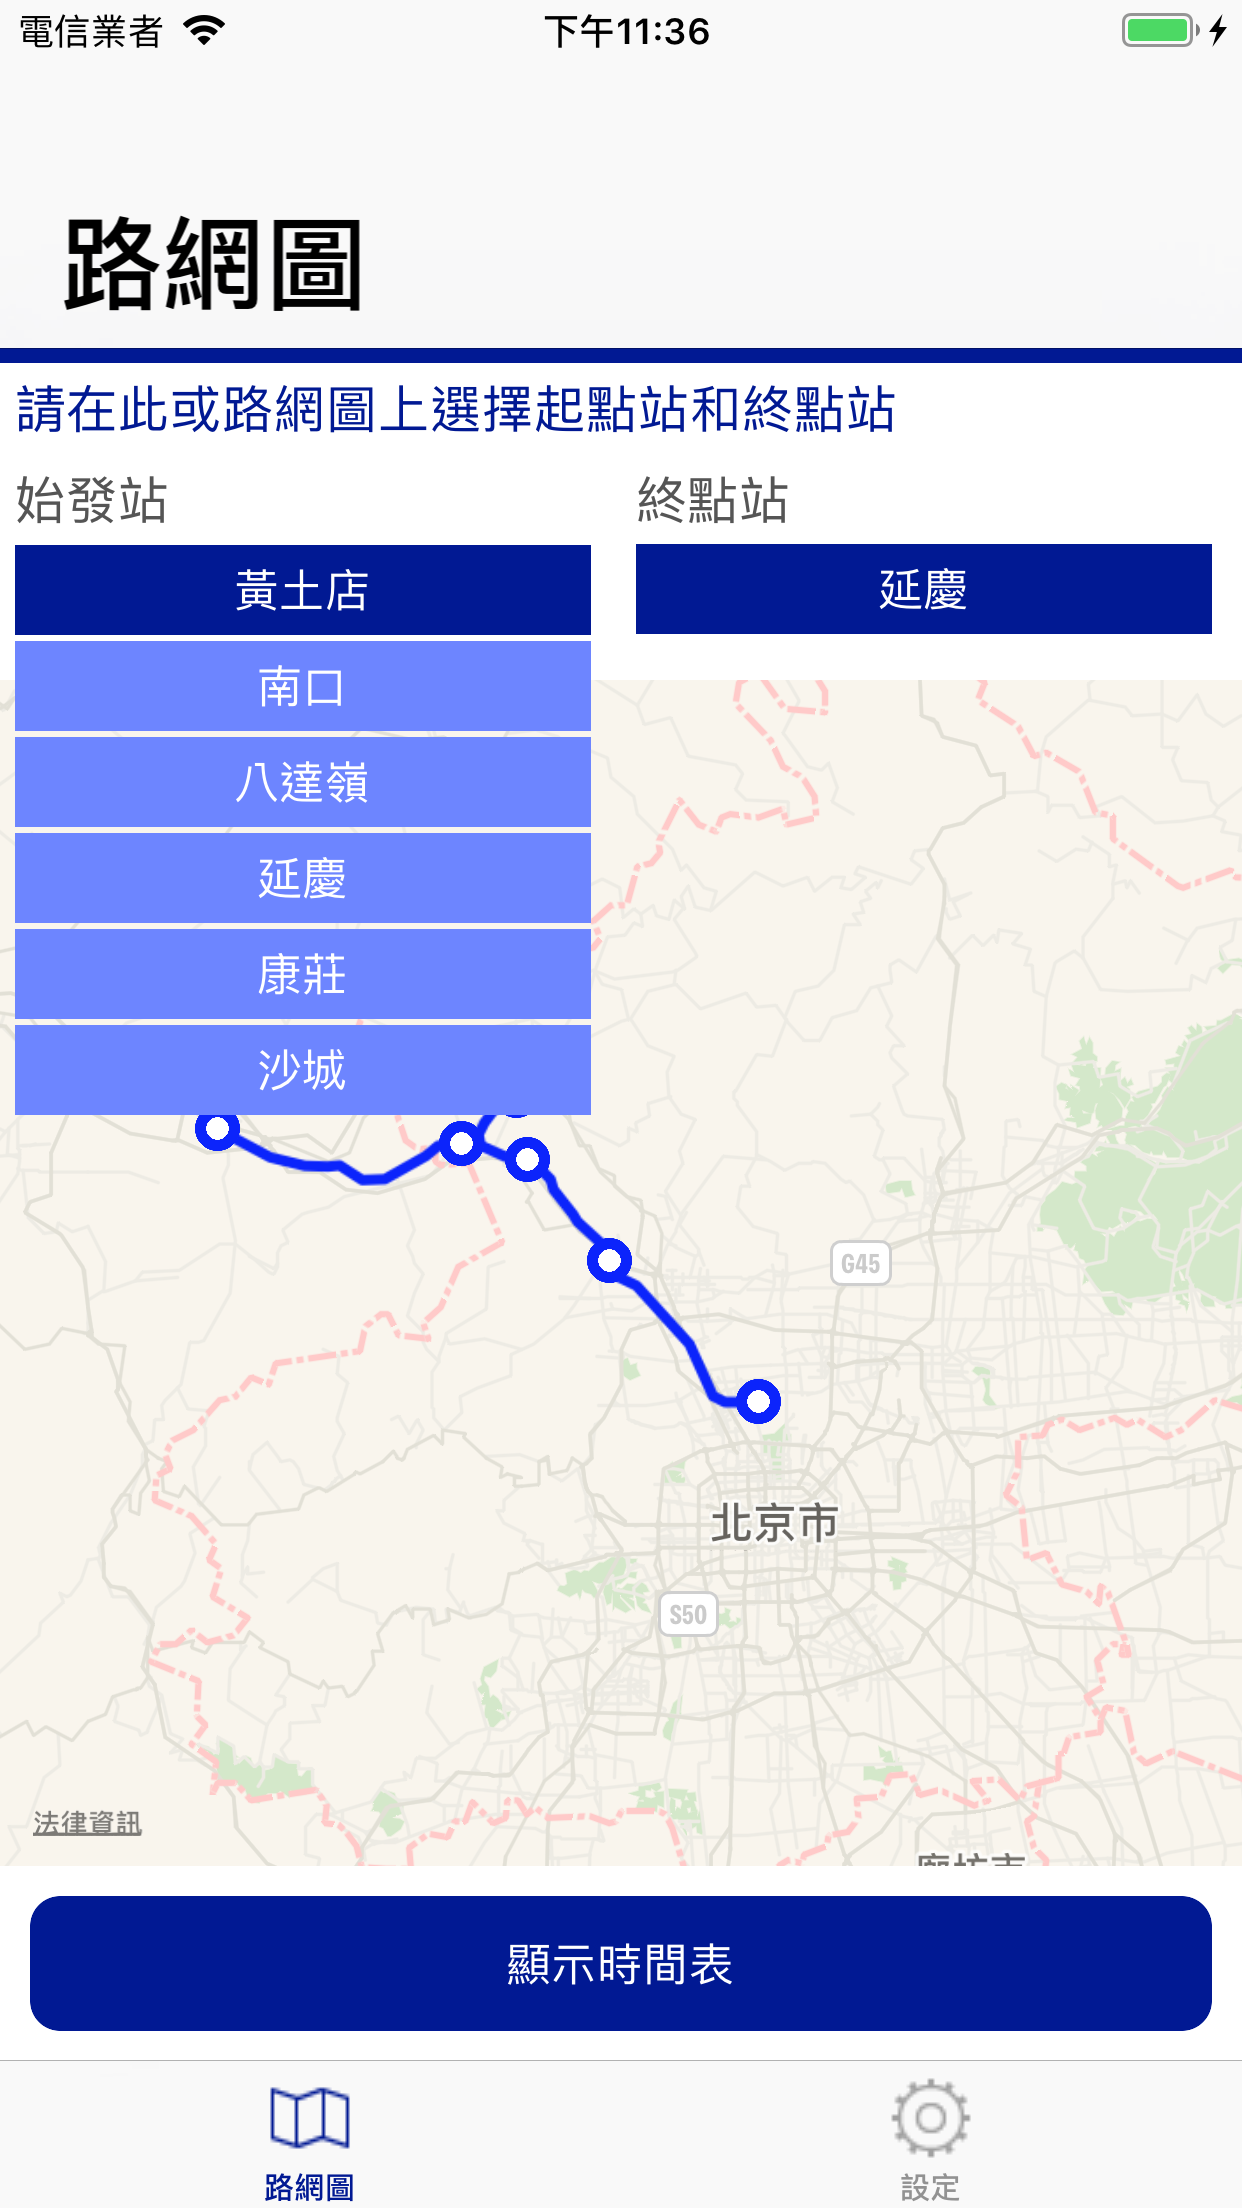 電信業者 下午11:36
路網圖
請在此或路網圖上選擇起點站和終點站
始發站 終點站
黃土店 延慶
南口
八達嶺
延慶
康莊
沙城
G45
北京市
S50
法律資訊
廊坊市
顯示時間表
路網圖 設定